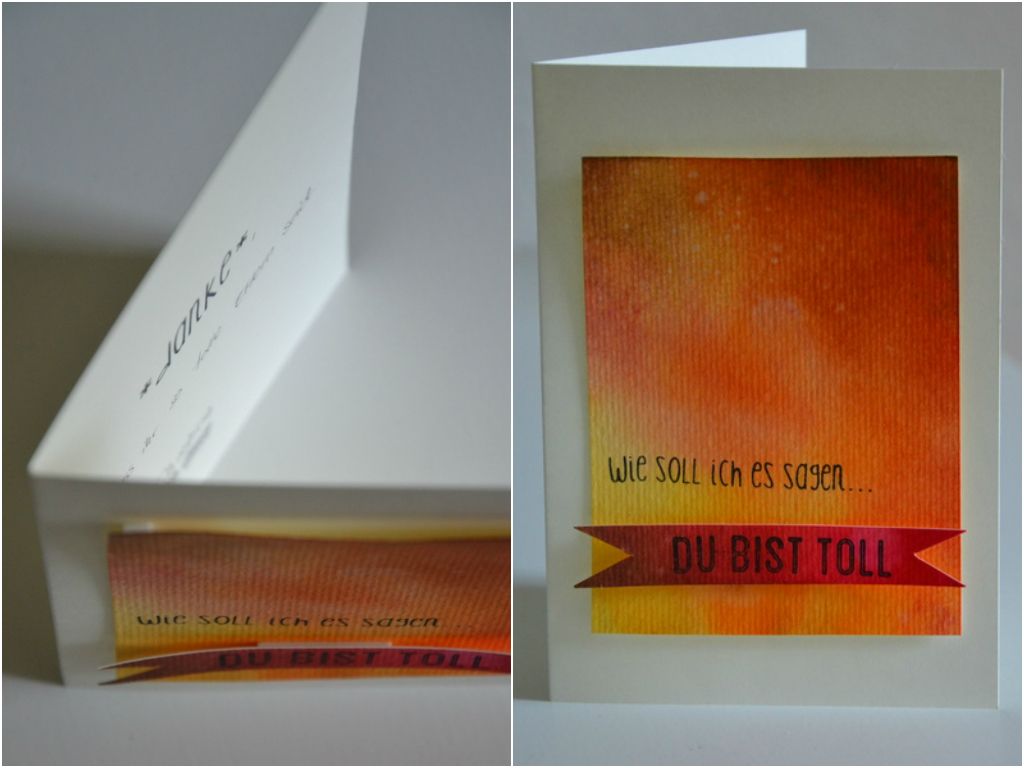 *danke*,
wie soll ich es sagen...
DU BIST TOLL
wie soll ich es sagen...
DU BIST TOLL